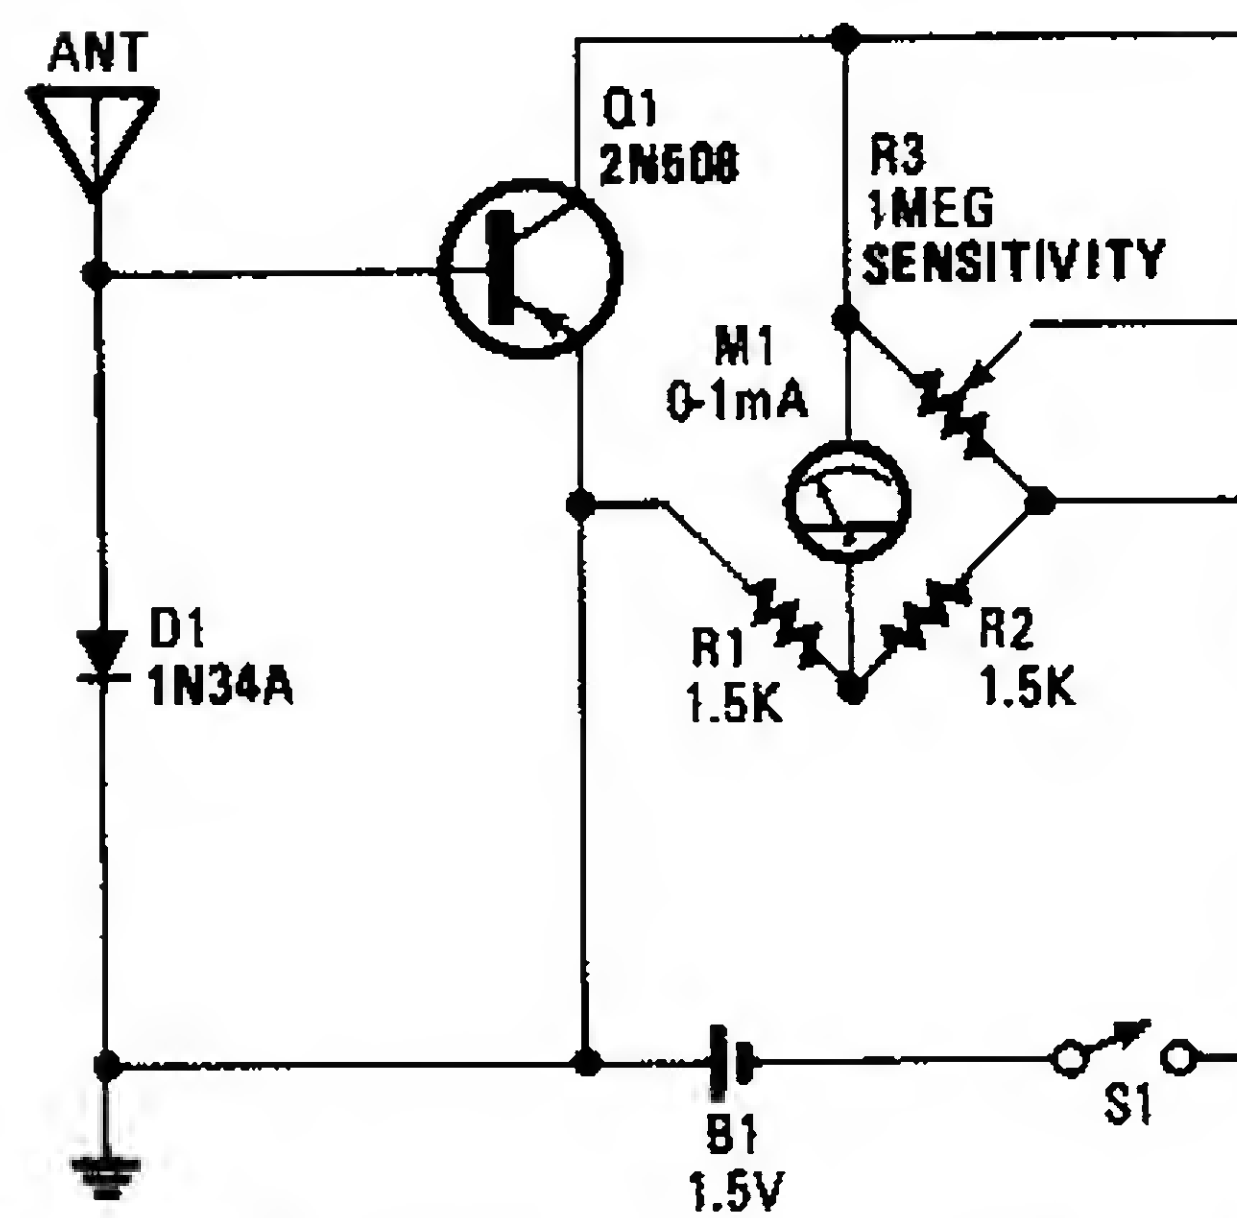 ANT
Q1
2N508
R3
1MEG
SENSITIVITY
M1
0-1mA
D1
1N34A
R1
1.5K
R2
1.5K
S1
B1
1.5V